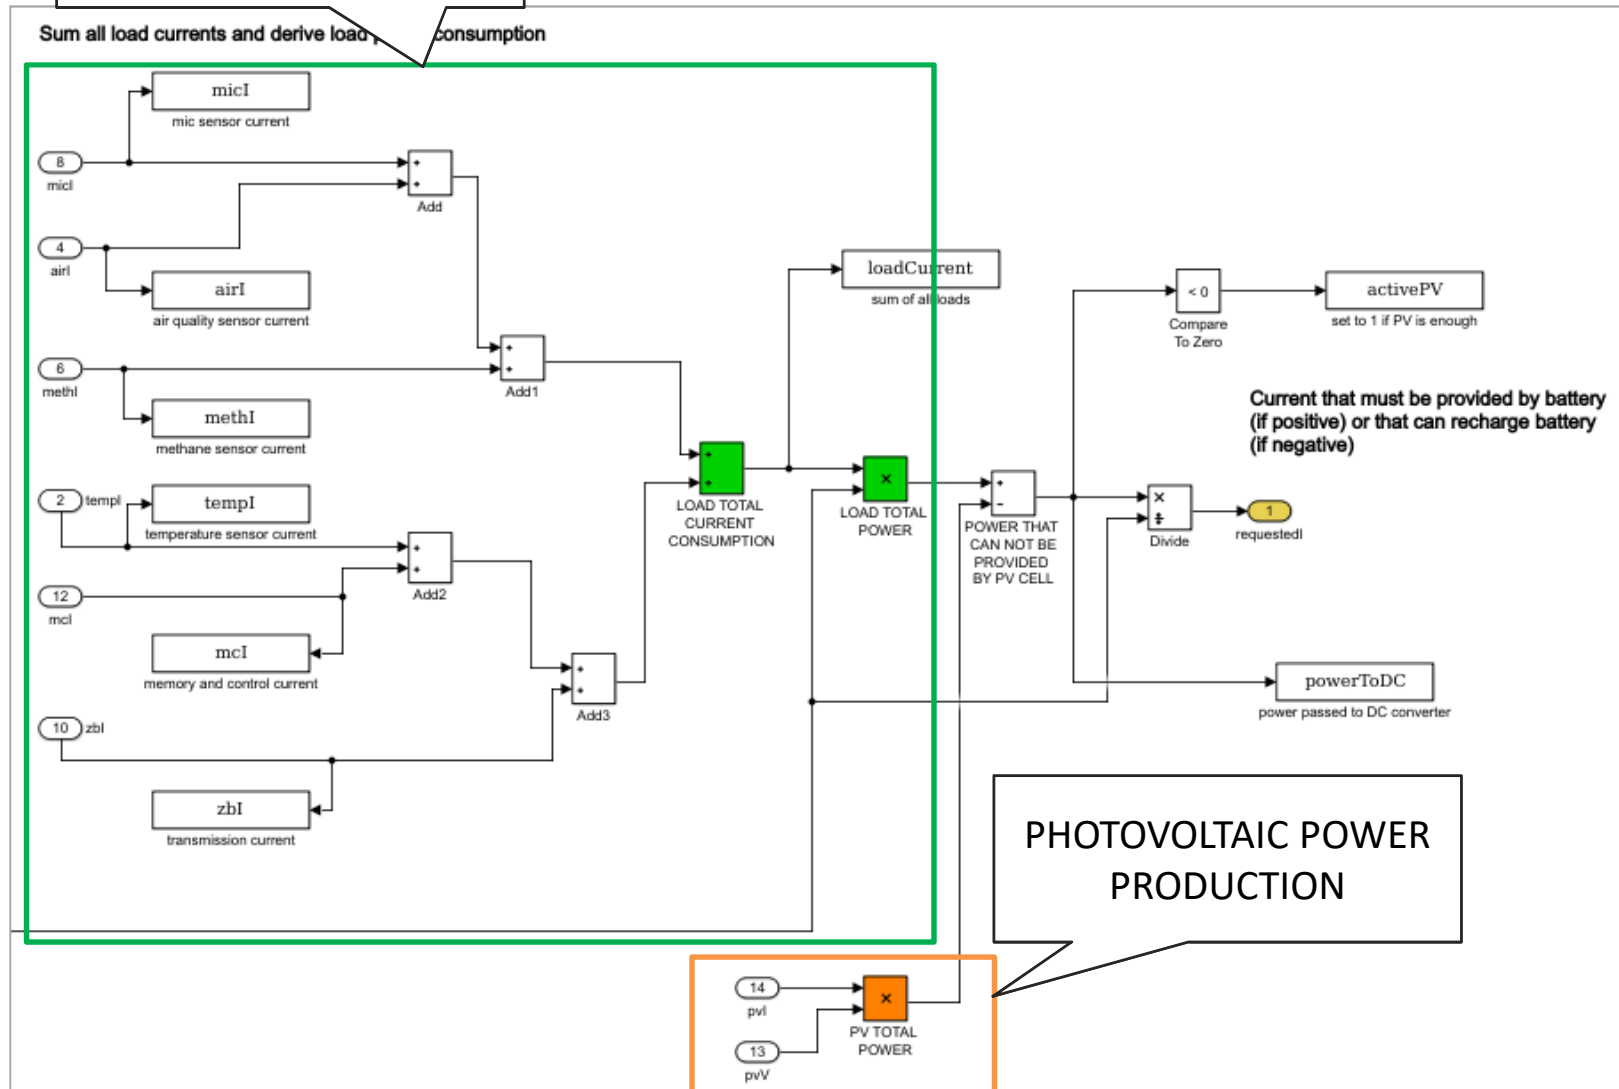 Sum all load currents and derive load consumption
micI
mic sensor current
8
micI
+
+
Add
4
airI
airI
air quality sensor current
loadCurrent
sum of all loads
< 0
Compare
To Zero
activePV
set to 1 if PV is enough
+
+
Add1
6
methI
methI
methane sensor current
Current that must be provided by battery
(if positive) or that can recharge battery
(if negative)
+
+
LOAD TOTAL
CURRENT
CONSUMPTION
×
LOAD TOTAL
POWER
+
−
POWER THAT
CAN NOT BE
PROVIDED
BY PV CELL
×
÷
Divide
1
requestedI
2
tempI
tempI
temperature sensor current
+
+
Add2
12
mcI
mcI
memory and control current
+
+
Add3
powerToDC
power passed to DC converter
10
zbI
zbI
transmission current
PHOTOVOLTAIC POWER
PRODUCTION
14
pvI
×
PV TOTAL
POWER
13
pvV